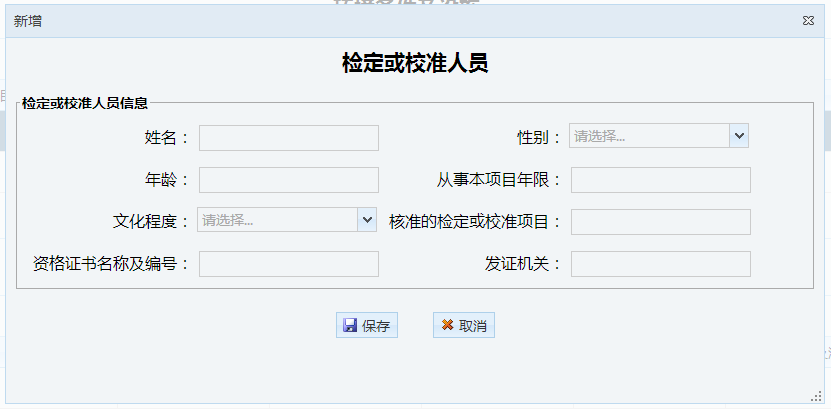 新增
检定或校准人员
检定或校准人员信息
姓名： 性别： 请选择...
年龄： 从事本项目年限：
文化程度： 请选择... 核准的检定或校准项目：
资格证书名称及编号： 发证机关：
保存 取消